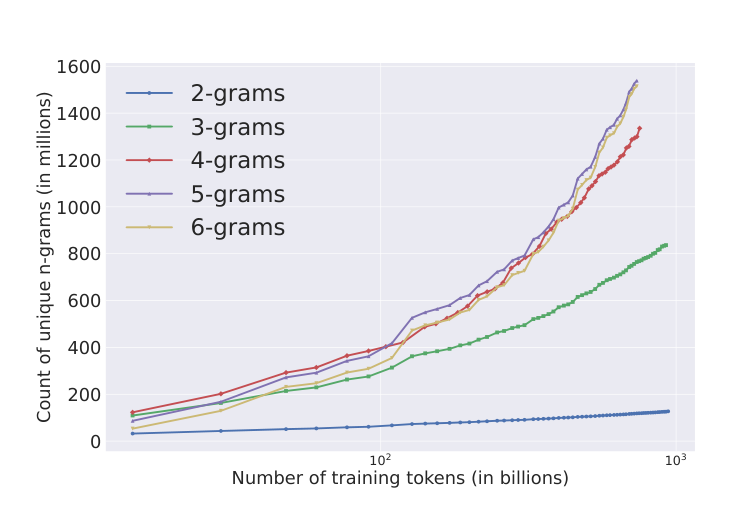 1600
1400
1200
1000
800
600
400
200
0
Count of unique n-grams (in millions)
2-grams
3-grams
4-grams
5-grams
6-grams
10² 10³
Number of training tokens (in billions)